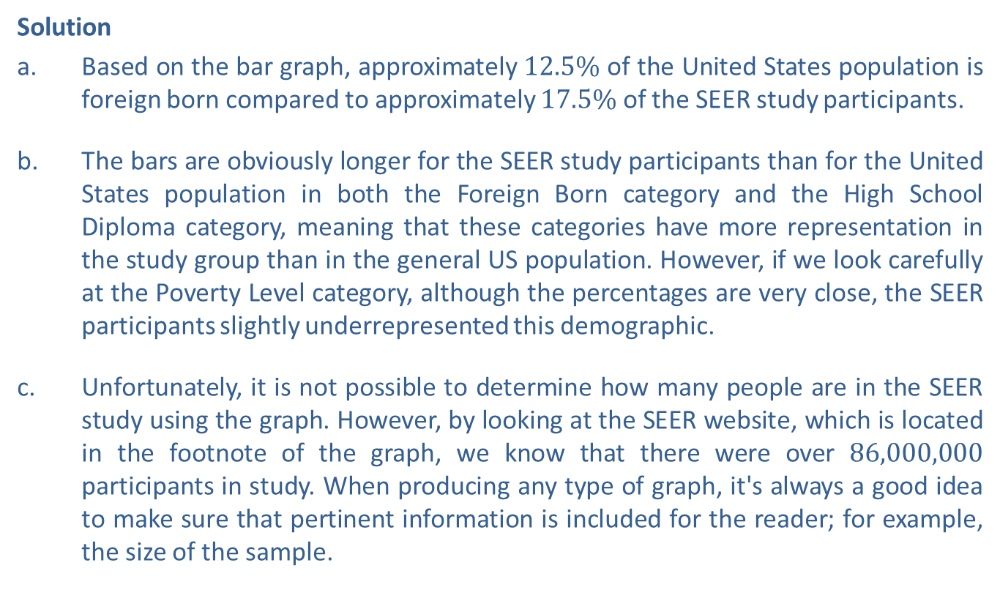 Solution
a. Based on the bar graph, approximately 12.5% of the United States population is
foreign born compared to approximately 17.5% of the SEER study participants.
b. The bars are obviously longer for the SEER study participants than for the United
States population in both the Foreign Born category and the High School
Diploma category, meaning that these categories have more representation in
the study group than in the general US population. However, if we look carefully
at the Poverty Level category, although the percentages are very close, the SEER
participants slightly underrepresented this demographic.
c. Unfortunately, it is not possible to determine how many people are in the SEER
study using the graph. However, by looking at the SEER website, which is located
in the footnote of the graph, we know that there were over 86,000,000
participants in study. When producing any type of graph, it's always a good idea
to make sure that pertinent information is included for the reader; for example,
the size of the sample.